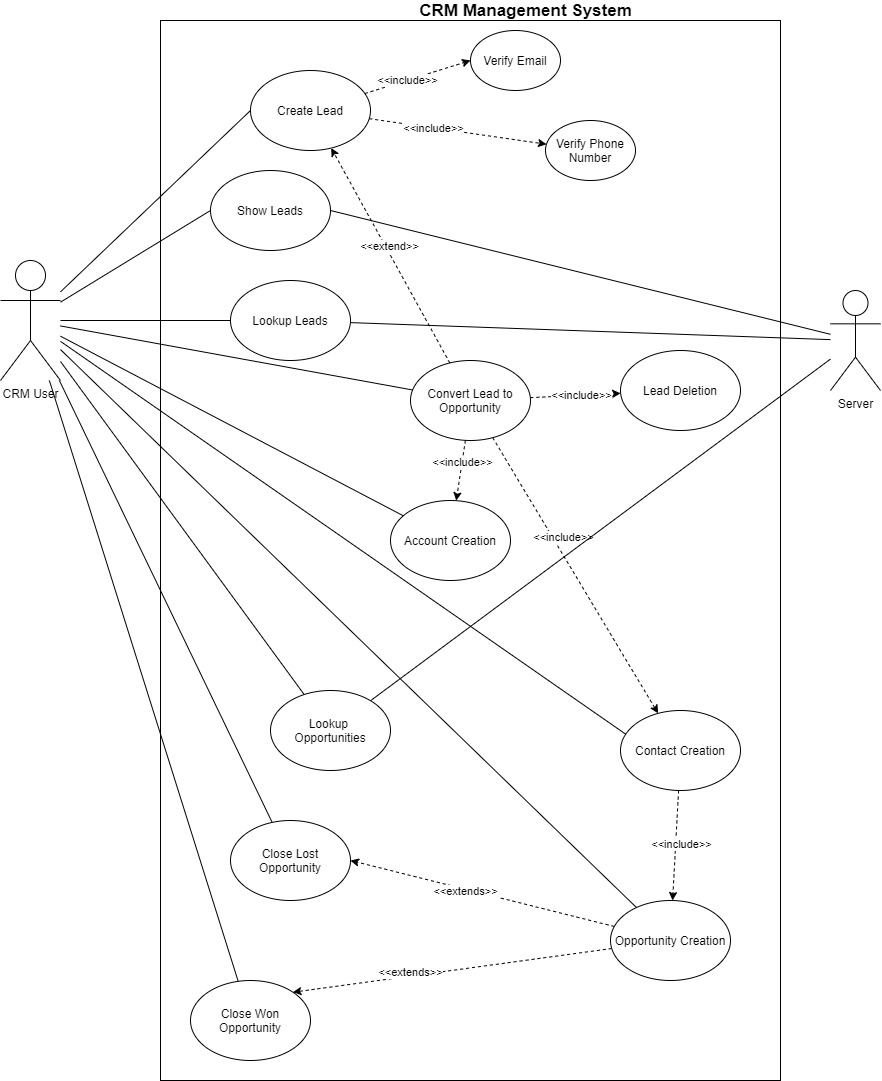 CRM Management System
Verify Email
<<include>>
Create Lead
<<include>>
Verify Phone
Number
Show Leads
<<extend>>
Lookup Leads
CRM User
Server
Convert Lead to
Opportunity
<<include>>
Lead Deletion
<<include>>
Account Creation
<<include>>
Lookup
Opportunities
Contact Creation
<<include>>
Close Lost
Opportunity
<<extends>>
Opportunity Creation
<<extends>>
Close Won
Opportunity